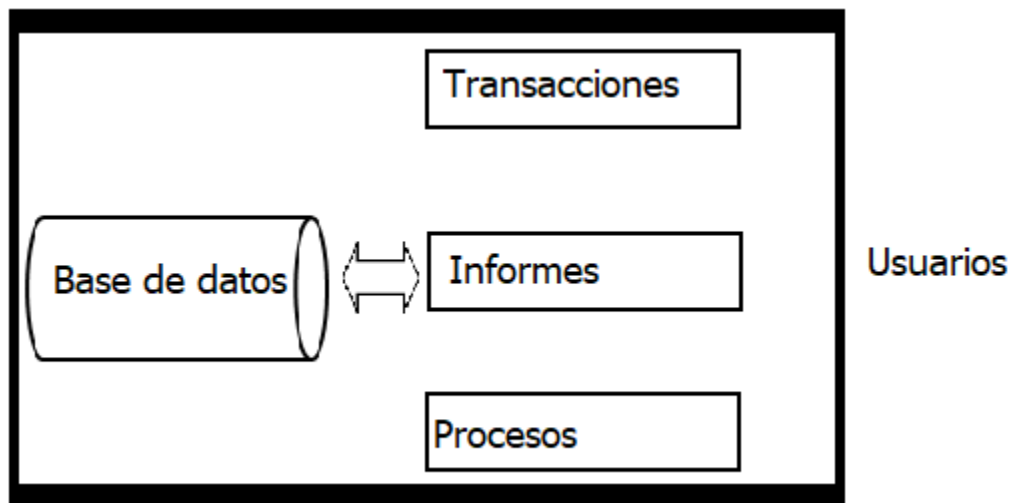 Transacciones
Base de datos
Informes
Usuarios
Procesos